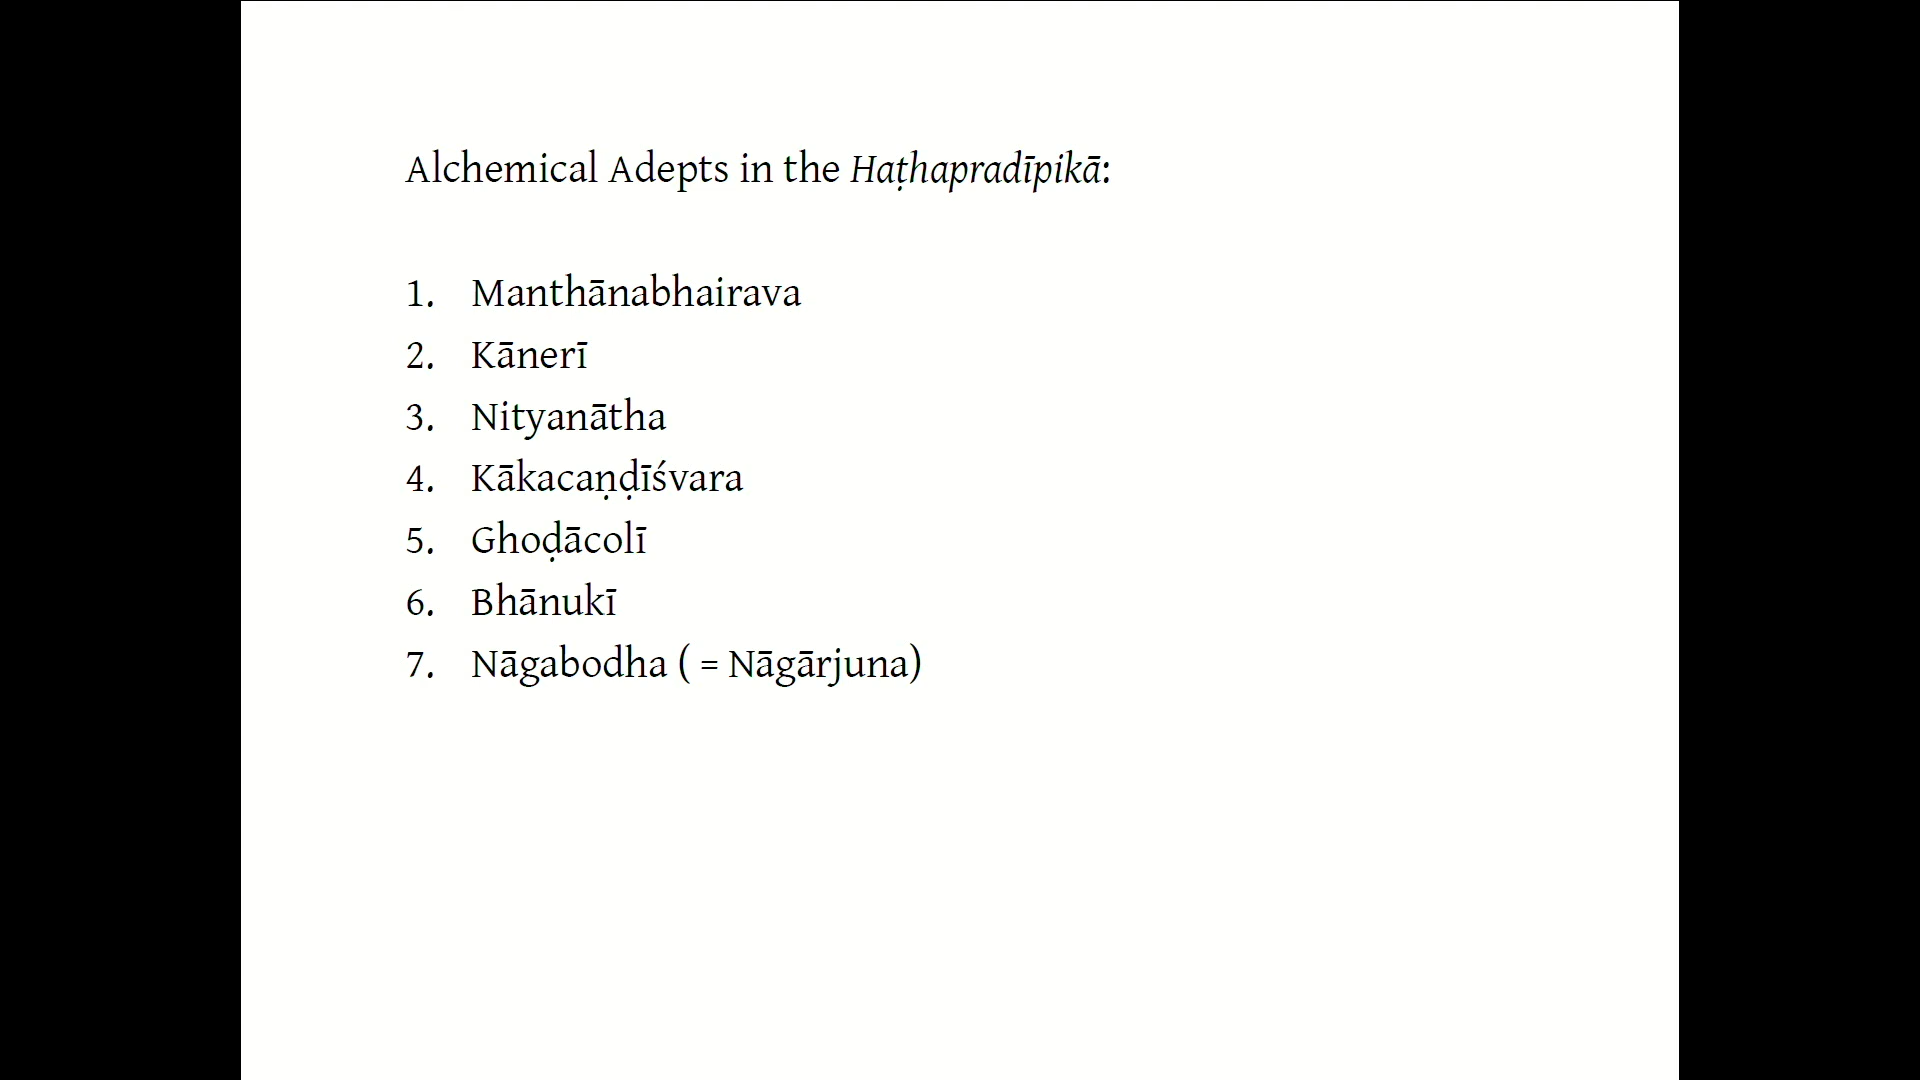 Alchemical Adepts in the Haṭhapradīpikā:
1. Manthānabhairava
2. Kānerī
3. Nityanātha
4. Kākacaṇḍīśvara
5. Ghoḍācolī
6. Bhānukī
7. Nāgabodha ( = Nāgārjuna)